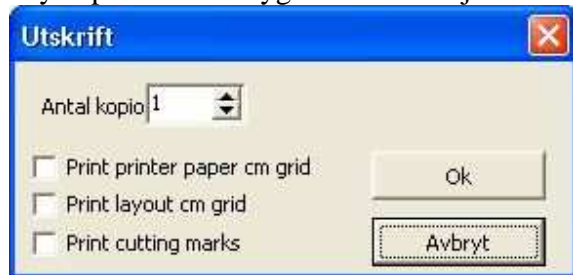 Utskrift
Antal kopio 1
Print printer paper cm grid
Print layout cm grid
Print cutting marks
Ok
Avbryt